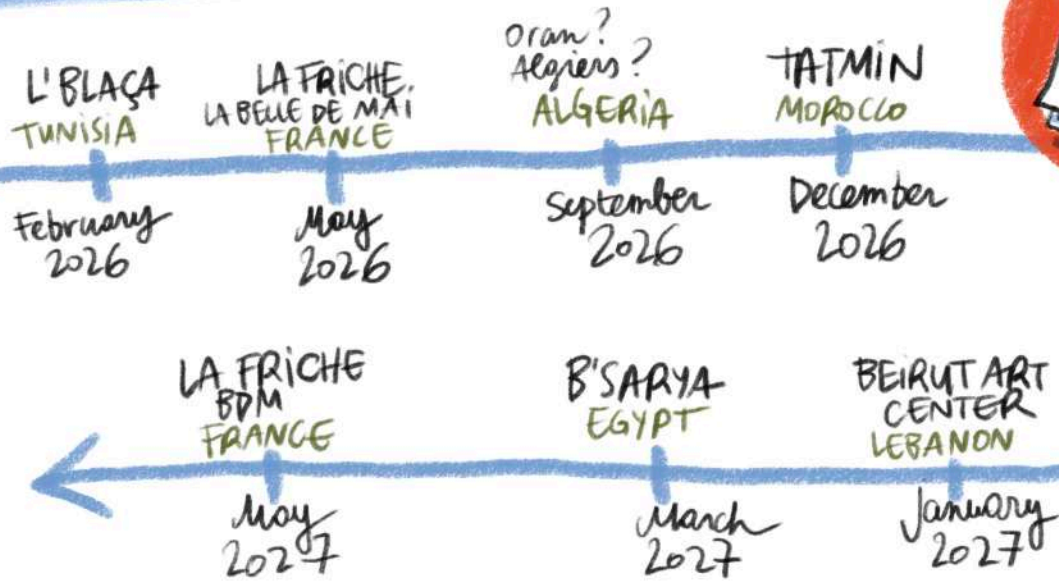 L'BLAÇA
TUNISIA
February
2026
LA FRICHE,
LA BELLE DE MAI
FRANCE
May
2026
Oran?
Algiers?
ALGERIA
September
2026
TATMIN
MOROCCO
December
2026
LA FRICHE
BDM
FRANCE
May
2027
B'SARYA
EGYPT
March
2027
BEIRUT ART
CENTER
LEBANON
January
2027